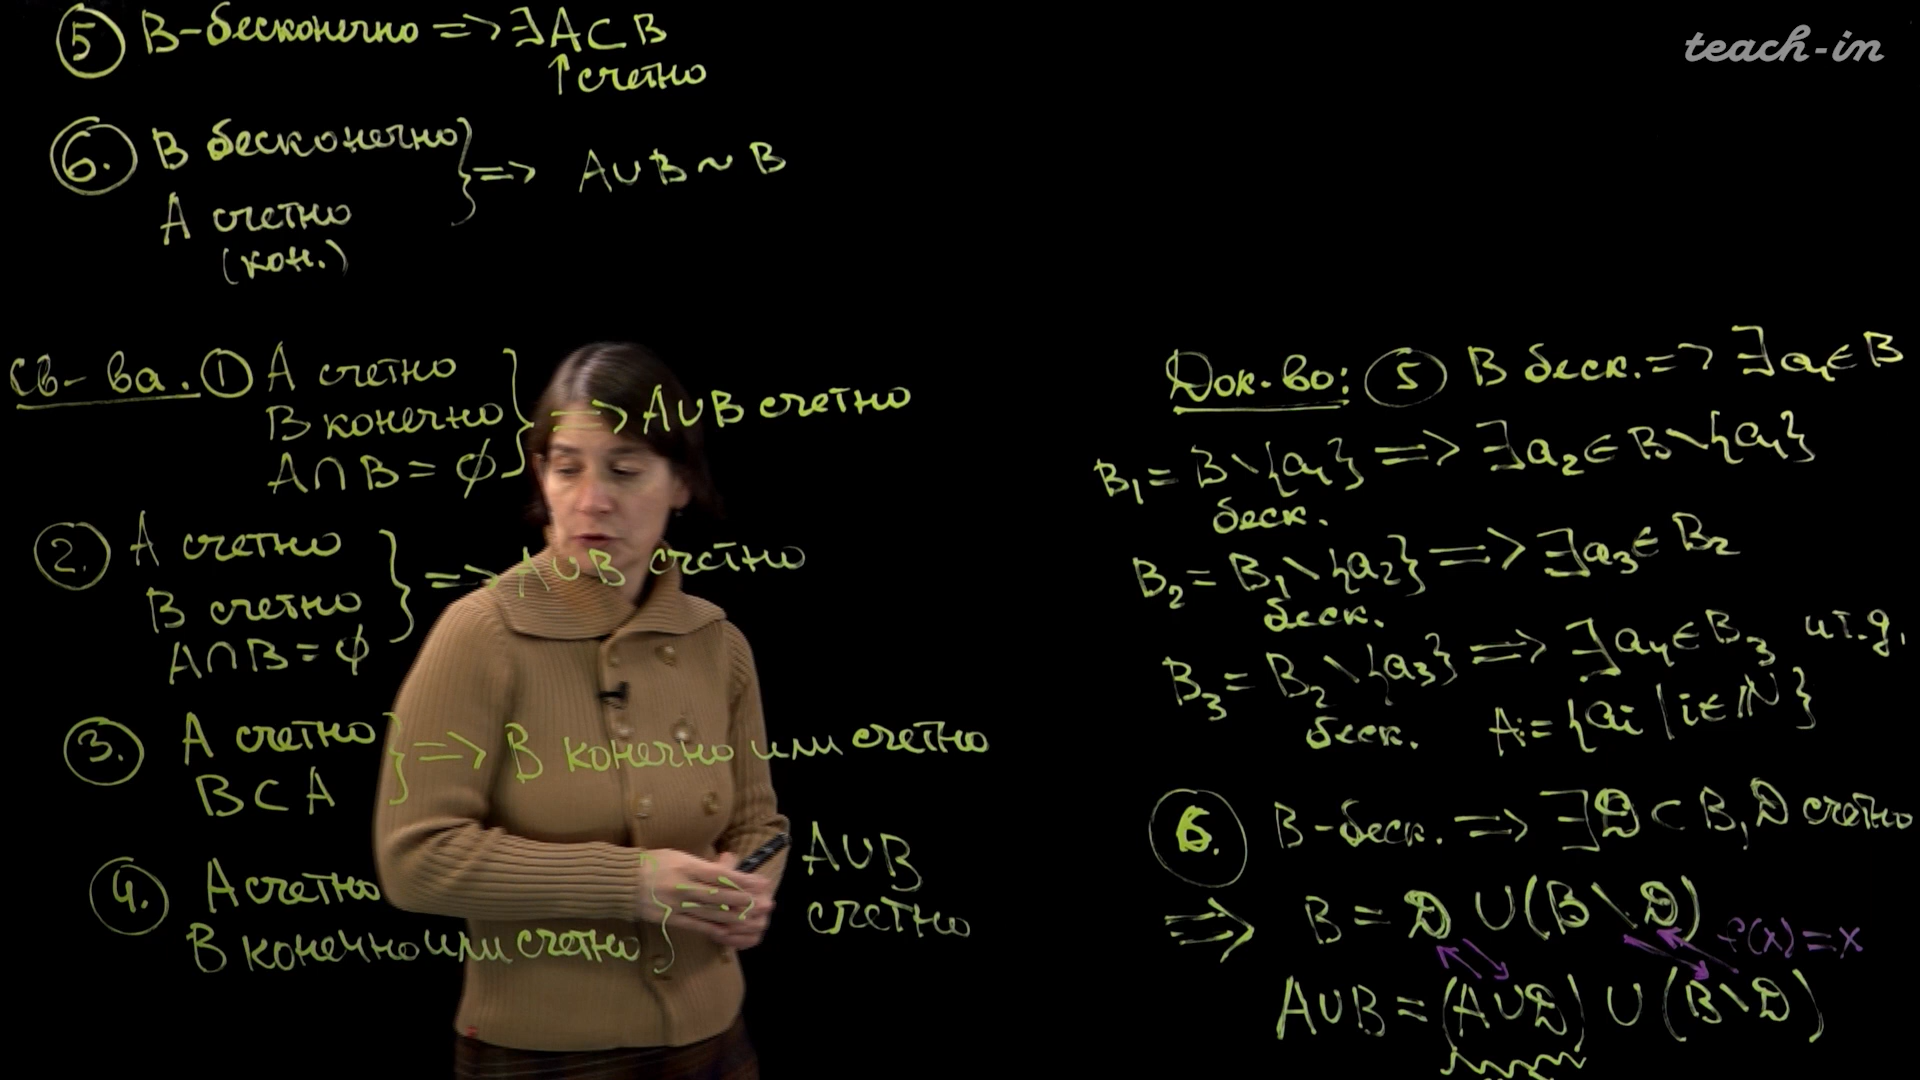 teach-in
⑤ В-бесконечно => ∃A⊂B
↑счетно
⑥. В бесконечно } => A∪B ~ B
А счетно
(кон.)
Св-ва. ① А счетно } => A∪B счетно
В конечно
A∩B = ∅
②. А счетно } => A∪B счетно
В счетно
A∩B = ∅
③. А счетно } => В конечно или счетно
B⊂A
④. А счетно } => A∪B
В конечно или счетно счетно
Док-во: ⑤ В беск. => ∃a₁∈B
B₁ = B\{a₁} => ∃a₂∈B\{a₁}
беск.
B₂ = B₁\{a₂} => ∃a₃∈B₂
беск.
B₃ = B₂\{a₃} => ∃a₄∈B₃ и т.д.
беск. A := {aᵢ | i∈ℕ}
⑥. В-беск. => ∃D⊂B, D счетно
=> B = D ∪ (B\D)
f(x) = x
A∪B = (A∪D) ∪ (B\D)